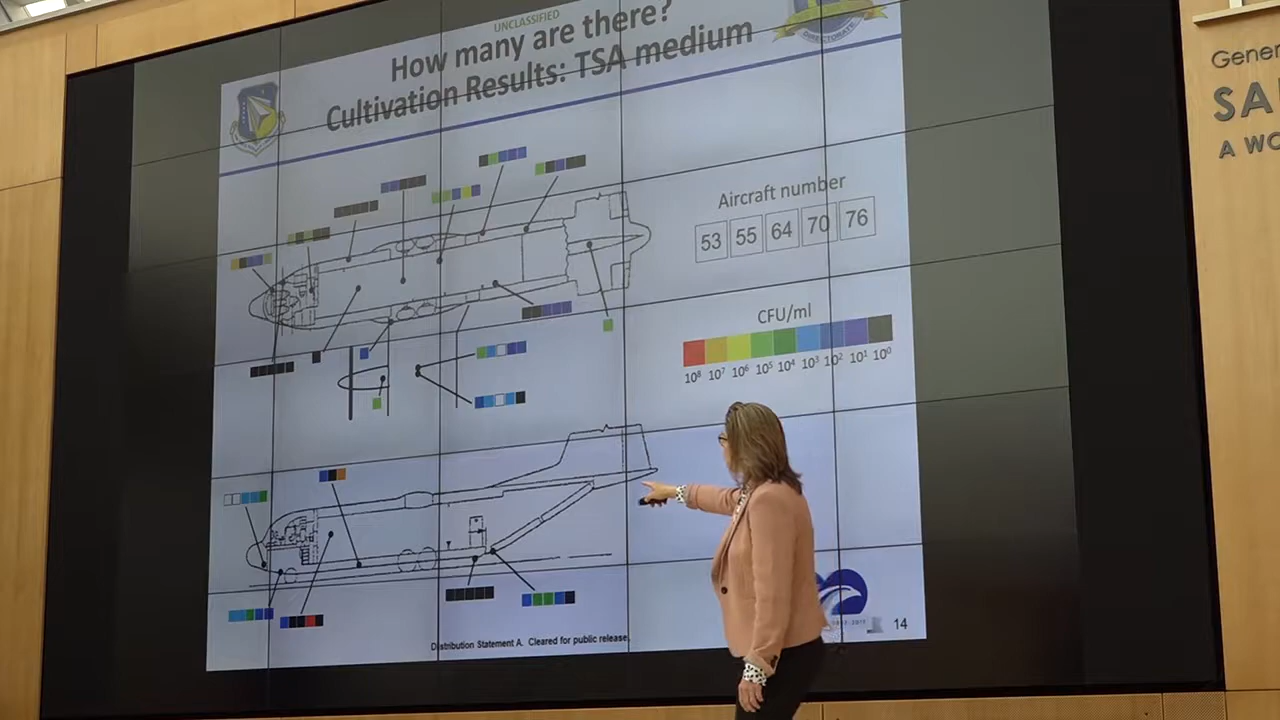 UNCLASSIFIED
How many are there?
Cultivation Results: TSA medium
DIRECTORATE
Gener
SA
A WO
Aircraft number
53 55 64 70 76
CFU/ml
10⁸ 10⁷ 10⁶ 10⁵ 10⁴ 10³ 10² 10¹ 10⁰
Distribution Statement A. Cleared for public release.
14